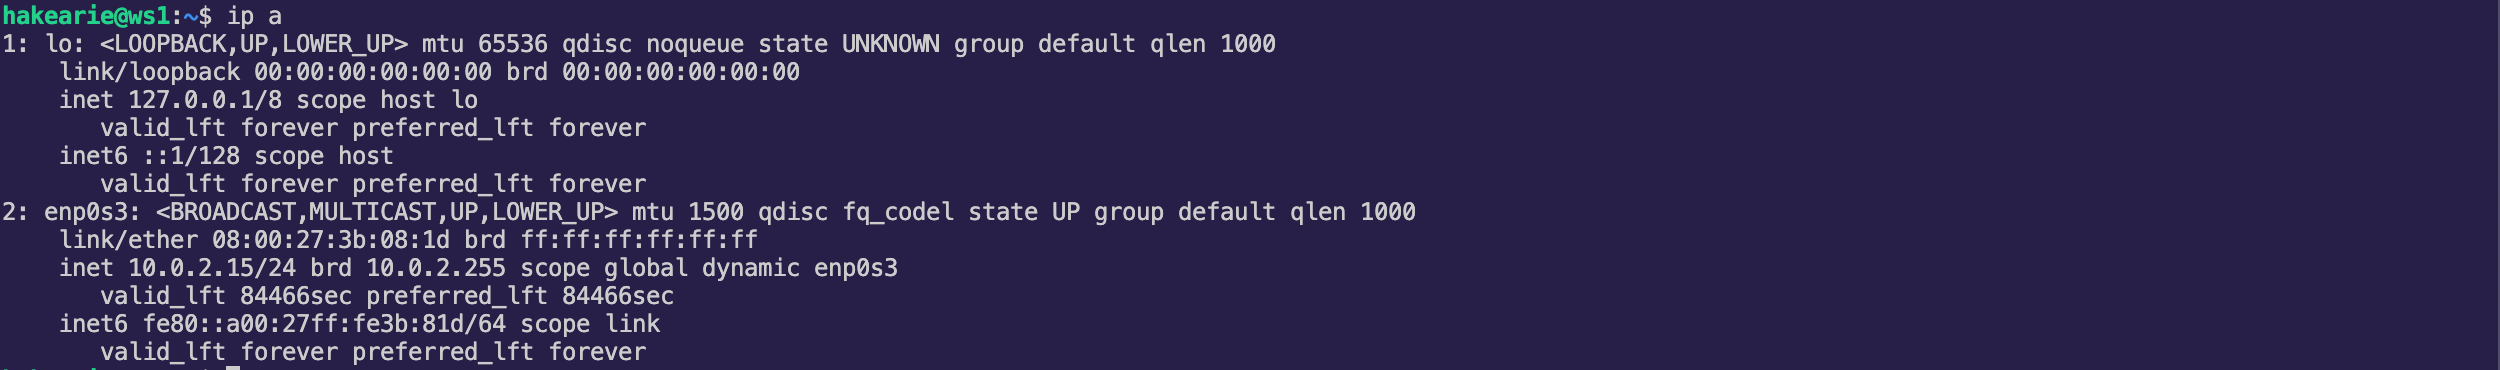 hakearie@ws1:~$ ip a
1: lo: <LOOPBACK,UP,LOWER_UP> mtu 65536 qdisc noqueue state UNKNOWN group default qlen 1000
    link/loopback 00:00:00:00:00:00 brd 00:00:00:00:00:00
    inet 127.0.0.1/8 scope host lo
       valid_lft forever preferred_lft forever
    inet6 ::1/128 scope host
       valid_lft forever preferred_lft forever
2: enp0s3: <BROADCAST,MULTICAST,UP,LOWER_UP> mtu 1500 qdisc fq_codel state UP group default qlen 1000
    link/ether 08:00:27:3b:08:1d brd ff:ff:ff:ff:ff:ff
    inet 10.0.2.15/24 brd 10.0.2.255 scope global dynamic enp0s3
       valid_lft 84466sec preferred_lft 84466sec
    inet6 fe80::a00:27ff:fe3b:81d/64 scope link
       valid_lft forever preferred_lft forever